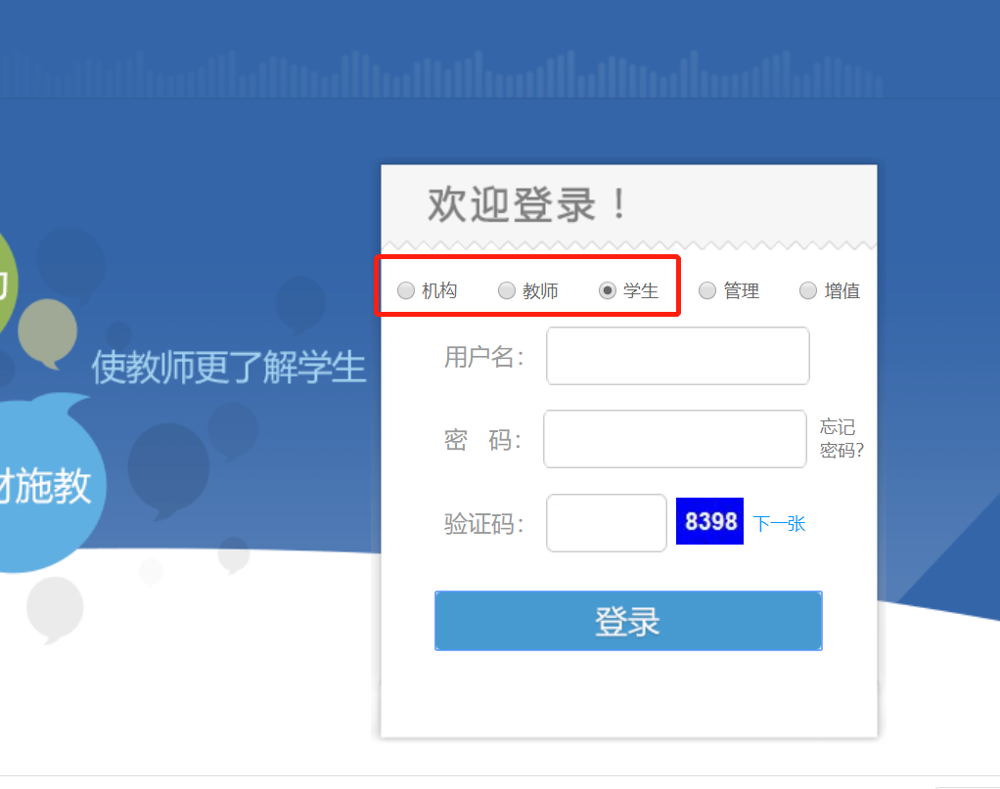 欢迎登录！
机构 教师 学生 管理 增值
用户名：
使教师更了解学生
密 码：
忘记
密码?
材施教
验证码：
8398
下一张
登录